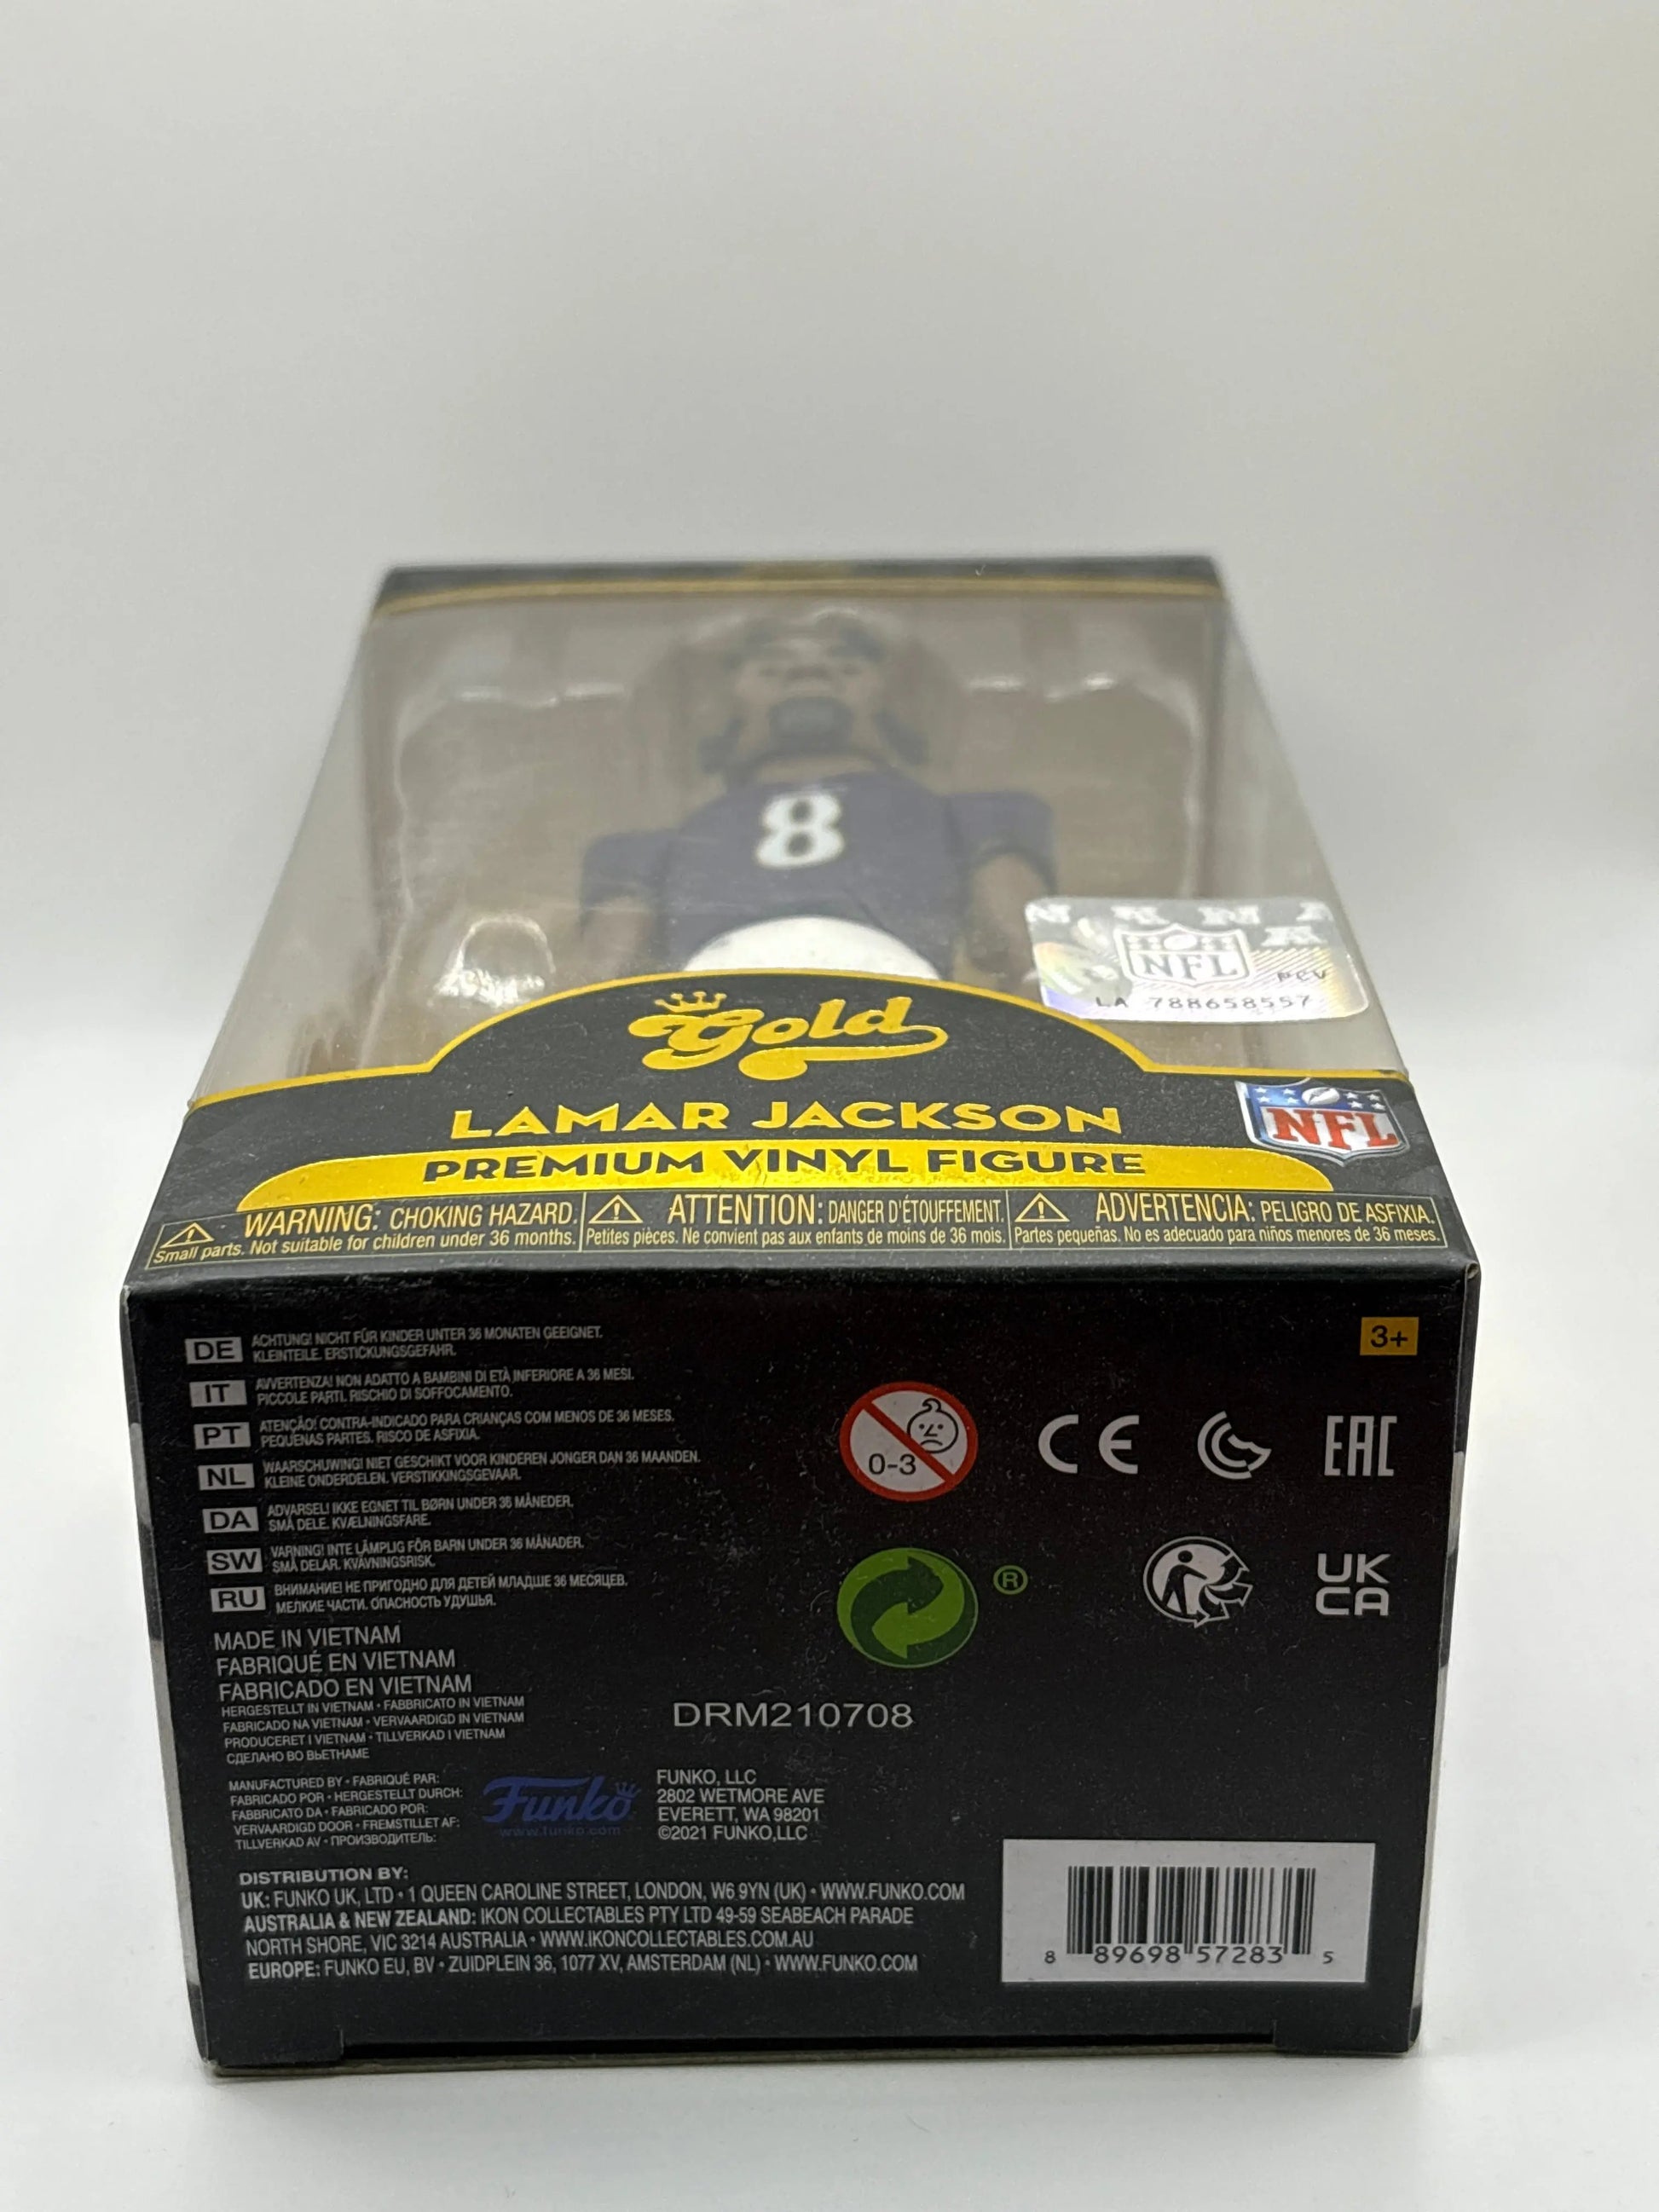 8
NFL
REV
LA 788658557
Gold
LAMAR JACKSON
NFL
PREMIUM VINYL FIGURE
WARNING: CHOKING HAZARD.
Small parts. Not suitable for children under 36 months.
ATTENTION: DANGER D'ÉTOUFFEMENT.
Petites pièces. Ne convient pas aux enfants de moins de 36 mois.
ADVERTENCIA: PELIGRO DE ASFIXIA.
Partes pequeñas. No es adecuado para niños menores de 36 meses.
3+
DE ACHTUNG! NICHT FÜR KINDER UNTER 36 MONATEN GEEIGNET.
KLEINTEILE. ERSTICKUNGSGEFAHR.
IT AVVERTENZA! NON ADATTO A BAMBINI DI ETÀ INFERIORE A 36 MESI.
PICCOLE PARTI. RISCHIO DI SOFFOCAMENTO.
PT ATENÇÃO! CONTRA-INDICADO PARA CRIANÇAS COM MENOS DE 36 MESES.
PEQUENAS PARTES. RISCO DE ASFIXIA.
NL WAARSCHUWING! NIET GESCHIKT VOOR KINDEREN JONGER DAN 36 MAANDEN.
KLEINE ONDERDELEN. VERSTIKKINGSGEVAAR.
DA ADVARSEL! IKKE EGNET TIL BØRN UNDER 36 MÅNEDER.
SMÅ DELE. KVÆLNINGSFARE.
SW VARNING! INTE LÄMPLIG FÖR BARN UNDER 36 MÅNADER.
SMÅ DELAR. KVÄVNINGSRISK.
RU ВНИМАНИЕ! НЕ ПРИГОДНО ДЛЯ ДЕТЕЙ МЛАДШЕ 36 МЕСЯЦЕВ.
МЕЛКИЕ ЧАСТИ. ОПАСНОСТЬ УДУШЬЯ.
0-3
CE
EAC
®
UK
CA
MADE IN VIETNAM
FABRIQUÉ EN VIETNAM
FABRICADO EN VIETNAM
HERGESTELLT IN VIETNAM • FABBRICATO IN VIETNAM
FABRICADO NA VIETNAM • VERVAARDIGD IN VIETNAM
PRODUCERET I VIETNAM • TILLVERKAD I VIETNAM
СДЕЛАНО ВО ВЬЕТНАМЕ
DRM210708
MANUFACTURED BY • FABRIQUÉ PAR:
FABRICADO POR • HERGESTELLT DURCH:
FABBRICATO DA • FABRICADO POR:
VERVAARDIGD DOOR • FREMSTILLET AF:
TILLVERKAD AV • ПРОИЗВОДИТЕЛЬ:
Funko
www.funko.com
FUNKO, LLC
2802 WETMORE AVE
EVERETT, WA 98201
©2021 FUNKO,LLC
DISTRIBUTION BY:
UK: FUNKO UK, LTD • 1 QUEEN CAROLINE STREET, LONDON, W6 9YN (UK) • WWW.FUNKO.COM
AUSTRALIA & NEW ZEALAND: IKON COLLECTABLES PTY LTD 49-59 SEABEACH PARADE
NORTH SHORE, VIC 3214 AUSTRALIA • WWW.IKONCOLLECTABLES.COM.AU
EUROPE: FUNKO EU, BV • ZUIDPLEIN 36, 1077 XV, AMSTERDAM (NL) • WWW.FUNKO.COM
8 89698 57283 5